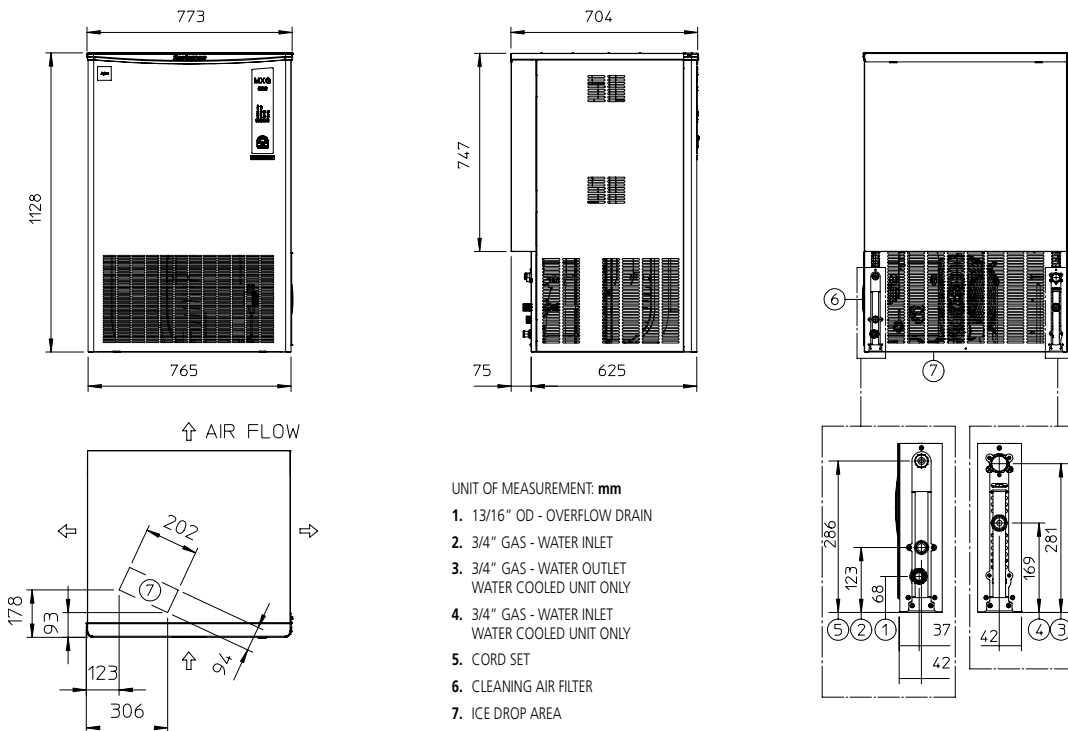 773
704
MXG
747
1128
6
7
765
75
625
AIR FLOW
202
7
178
93
94
123
306
UNIT OF MEASUREMENT: mm
1. 13/16” OD - OVERFLOW DRAIN
2. 3/4” GAS - WATER INLET
3. 3/4” GAS - WATER OUTLET
WATER COOLED UNIT ONLY
4. 3/4” GAS - WATER INLET
WATER COOLED UNIT ONLY
5. CORD SET
6. CLEANING AIR FILTER
7. ICE DROP AREA
286
123
68
281
169
5 2 1 37 42 4 3
42